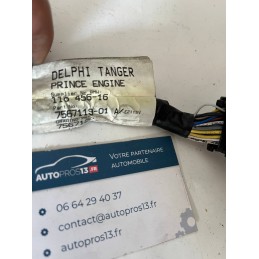 DELPHI TANGER
PRINCE ENGINE
116 456-16
7567113-01 A
VOTRE PARTENAIRE
AUTOMOBILE
AUTOPROS13.FR
06 64 29 40 37
contact@autopros13.fr
autopros13.fr